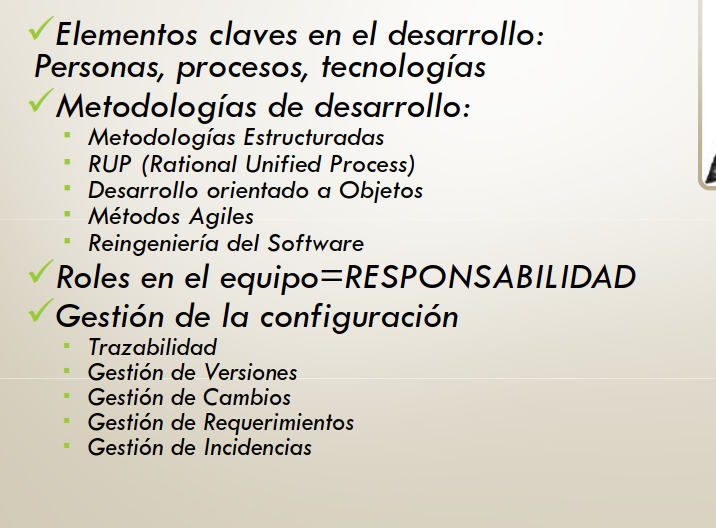 Elementos claves en el desarrollo:
Personas, procesos, tecnologías
Metodologías de desarrollo:
Metodologías Estructuradas
RUP (Rational Unified Process)
Desarrollo orientado a Objetos
Métodos Agiles
Reingeniería del Software
Roles en el equipo=RESPONSABILIDAD
Gestión de la configuración
Trazabilidad
Gestión de Versiones
Gestión de Cambios
Gestión de Requerimientos
Gestión de Incidencias